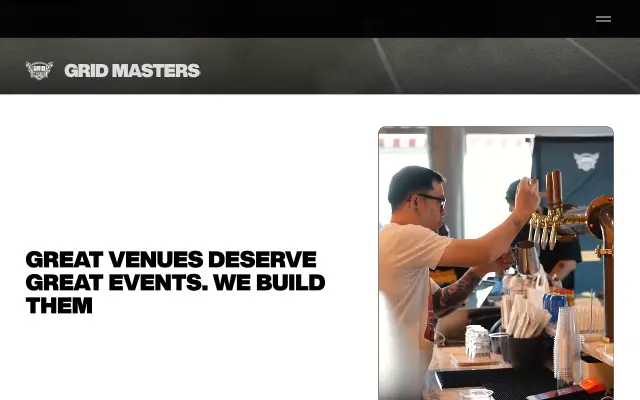 GRID MASTERS
GREAT VENUES DESERVE
GREAT EVENTS. WE BUILD
THEM